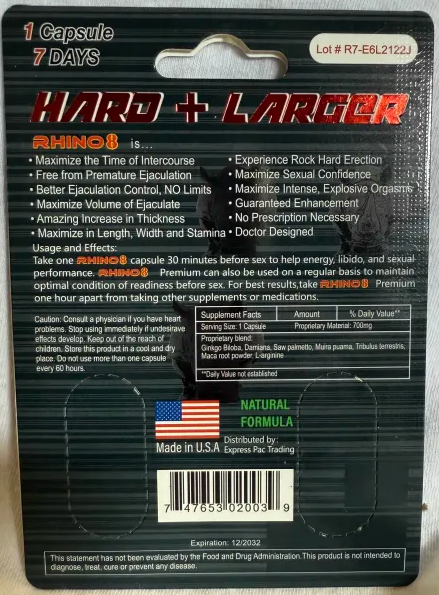 1 Capsule
7 DAYS
Lot # R7-E6L2122J
HARD + LARGER
RHINO 8 is...
• Maximize the Time of Intercourse
• Free from Premature Ejaculation
• Better Ejaculation Control, NO Limits
• Maximize Volume of Ejaculate
• Amazing Increase in Thickness
• Maximize in Length, Width and Stamina
• Experience Rock Hard Erection
• Maximize Sexual Confidence
• Maximize Intense, Explosive Orgasms
• Guaranteed Enhancement
• No Prescription Necessary
• Doctor Designed
Usage and Effects:
Take one RHINO 8 capsule 30 minutes before sex to help energy, libido, and sexual
performance. RHINO 8 Premium can also be used on a regular basis to maintain
optimal condition of readiness before sex. For best results,take RHINO 8 Premium
one hour apart from taking other supplements or medications.
Caution: Consult a physician if you have heart
problems. Stop using immediately if undesirave
effects develop. Keep out of the reach of
children. Store this product in a cool and dry
place. Do not use more than one capsule
every 60 hours.
Supplement Facts Amount % Daily Value**
Serving Size: 1 Capsule Proprietary Material: 700mg
Proprietary blend:
Ginkgo Biloba, Damiana, Saw palmetto, Muira puama, Tribulus terrestris,
Maca root powder, L-arginine
**Daily Value not established
NATURAL
FORMULA
Made in U.S.A
Distributed by:
Express Pac Trading
7 47653 02003 9
Expiration: 12/2032
This statement has not been evaluated by the Food and Drug Administration.This product is not intended to
diagnose, treat, cure or prevent any disease.